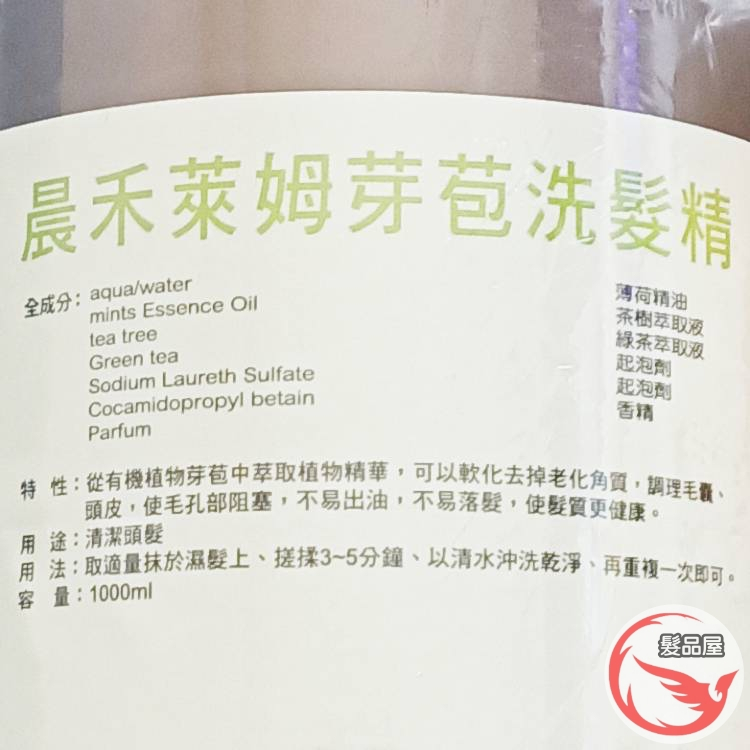 晨禾萊姆芽苞洗髮精
全成分：aqua/water
mints Essence Oil 薄荷精油
tea tree 茶樹萃取液
Green tea 綠茶萃取液
Sodium Laureth Sulfate 起泡劑
Cocamidopropyl betain 起泡劑
Parfum 香精
特 性：從有機植物芽苞中萃取植物精華，可以軟化去掉老化角質，調理毛囊、
頭皮，使毛孔部阻塞，不易出油，不易落髮，使髮質更健康。
用 途：清潔頭髮
用 法：取適量抹於濕髮上、搓揉3~5分鐘、以清水沖洗乾淨、再重複一次即可。
容 量：1000ml
髮品屋